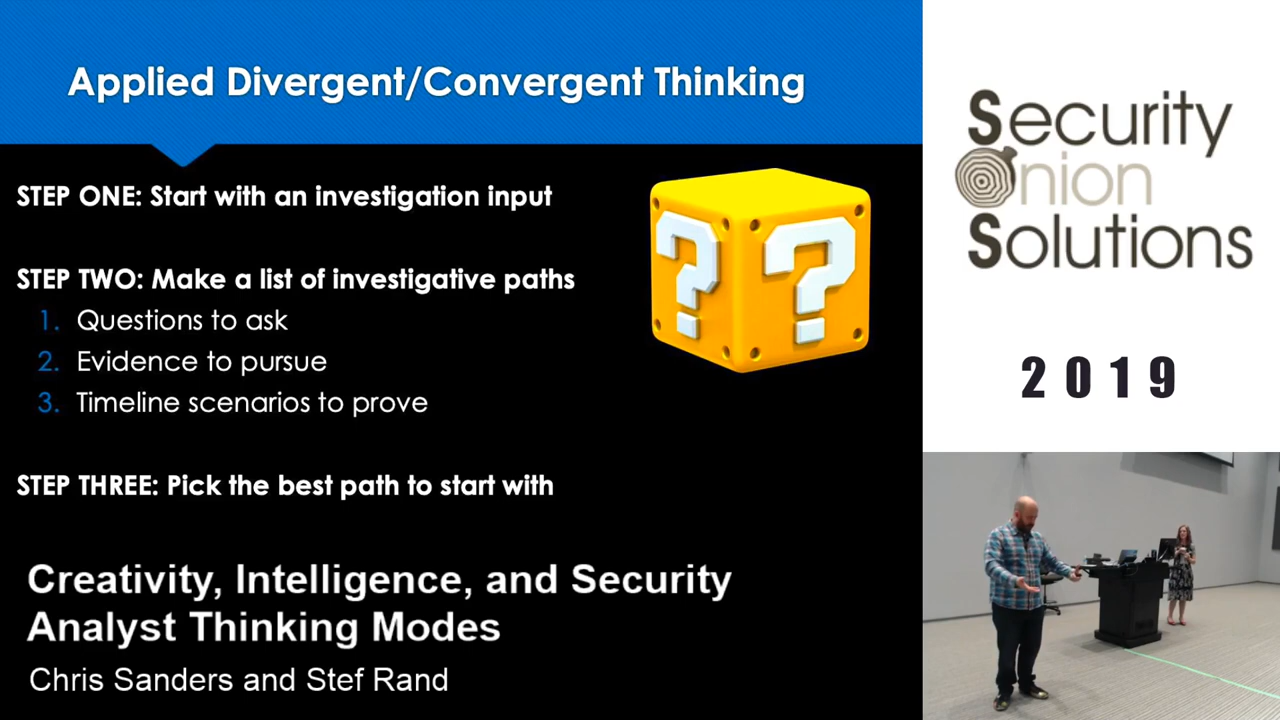 Applied Divergent/Convergent Thinking
STEP ONE: Start with an investigation input
STEP TWO: Make a list of investigative paths
1. Questions to ask
2. Evidence to pursue
3. Timeline scenarios to prove
STEP THREE: Pick the best path to start with
Creativity, Intelligence, and Security
Analyst Thinking Modes
Chris Sanders and Stef Rand
? ?
Security
Onion
Solutions
2019